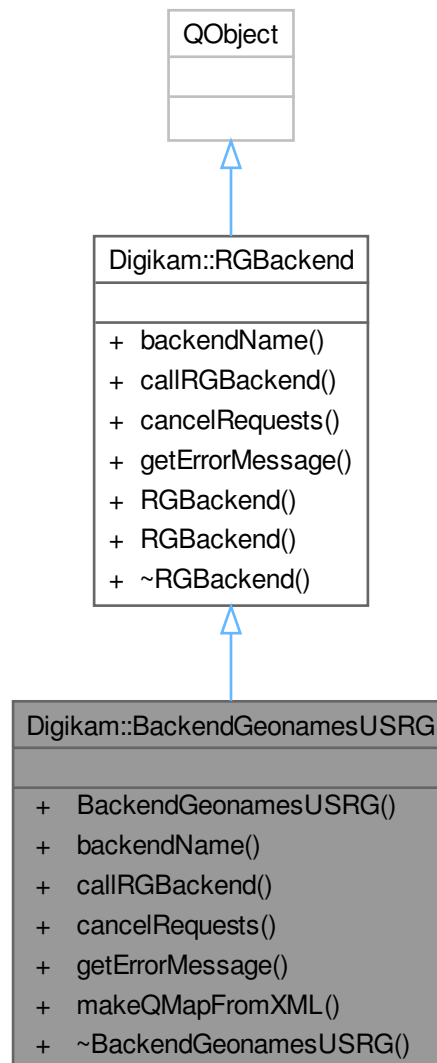 QObject
Digikam::RGBackend
+ backendName()
+ callRGBackend()
+ cancelRequests()
+ getErrorMessage()
+ RGBackend()
+ RGBackend()
+ ~RGBackend()
Digikam::BackendGeonamesUSRG
+ BackendGeonamesUSRG()
+ backendName()
+ callRGBackend()
+ cancelRequests()
+ getErrorMessage()
+ makeQMapFromXML()
+ ~BackendGeonamesUSRG()